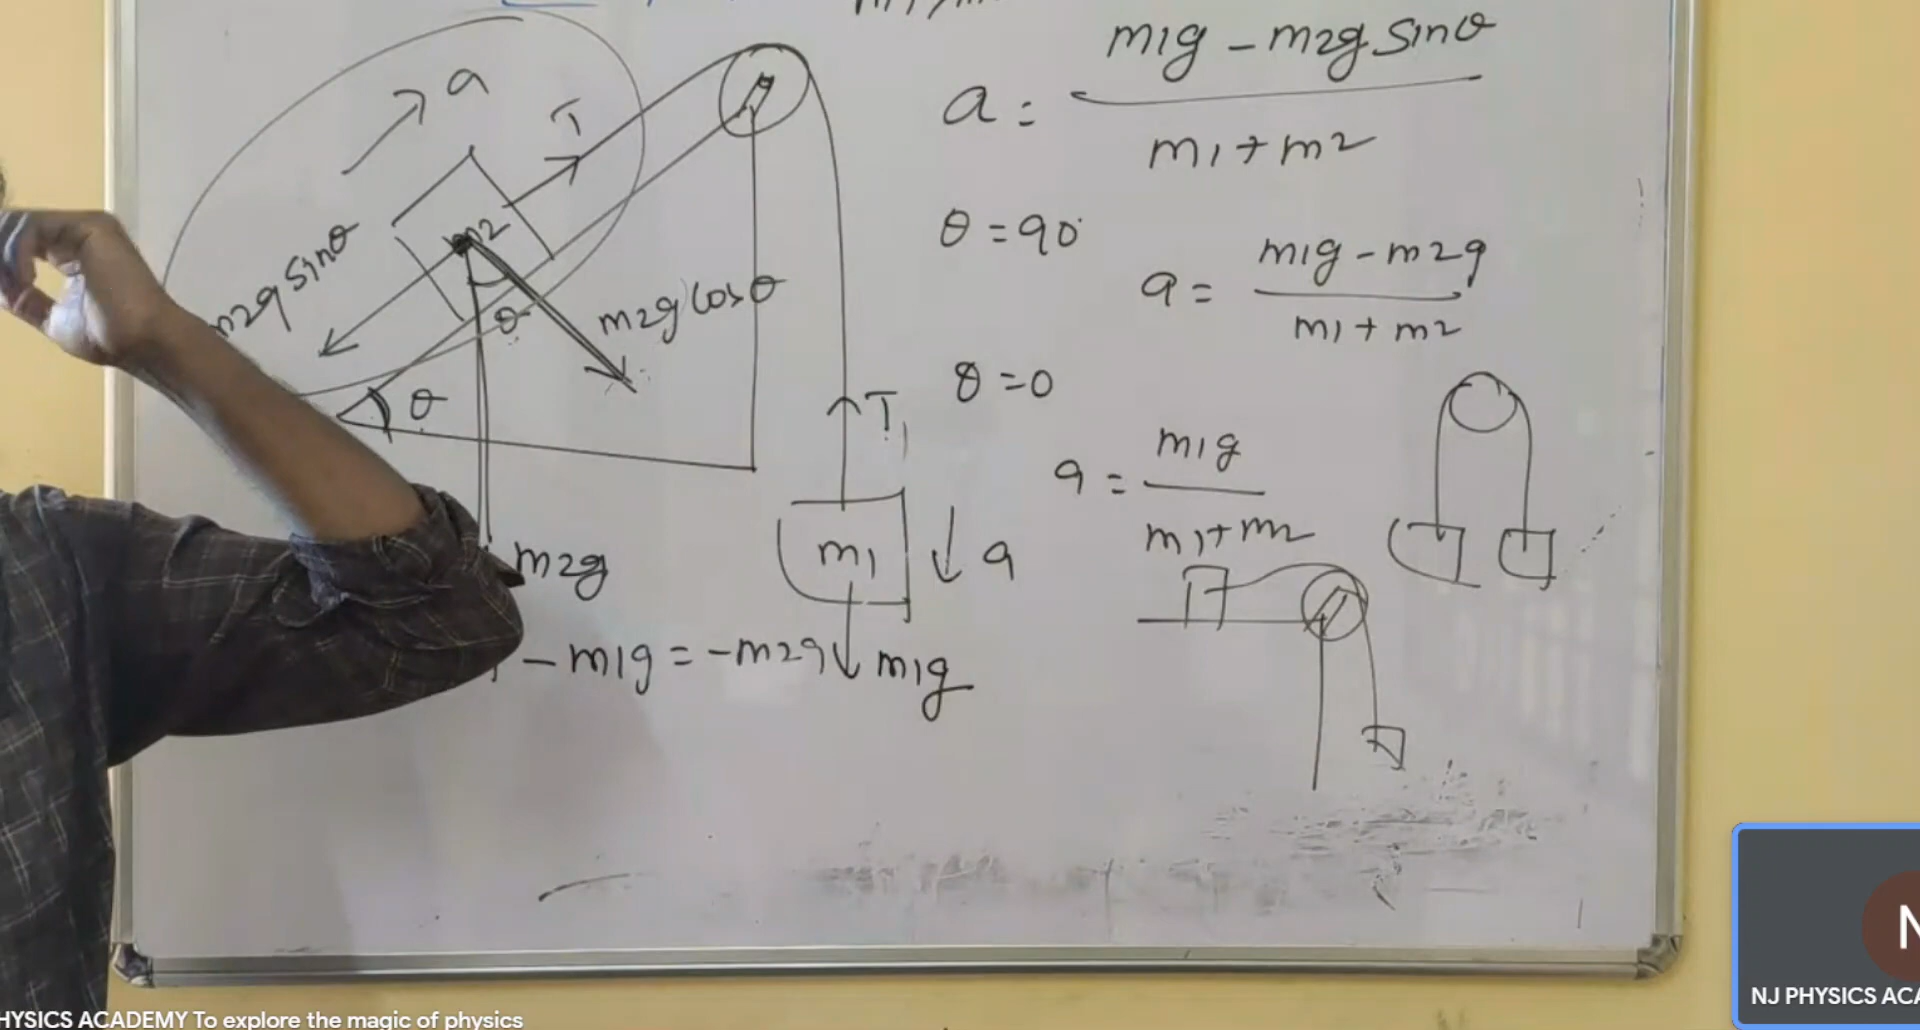 a = m1g - m2g sinθ
m1 + m2
a
T
m2
m2g sinθ
θ
m2g cosθ
θ
m2g
T
m1
a
m1g
- m1g = -m2g
θ = 90°
a = m1g - m2g
m1 + m2
θ = 0
a = m1g
m1 + m2
NJ PHYSICS ACA
HYSICS ACADEMY To explore the magic of physics
N